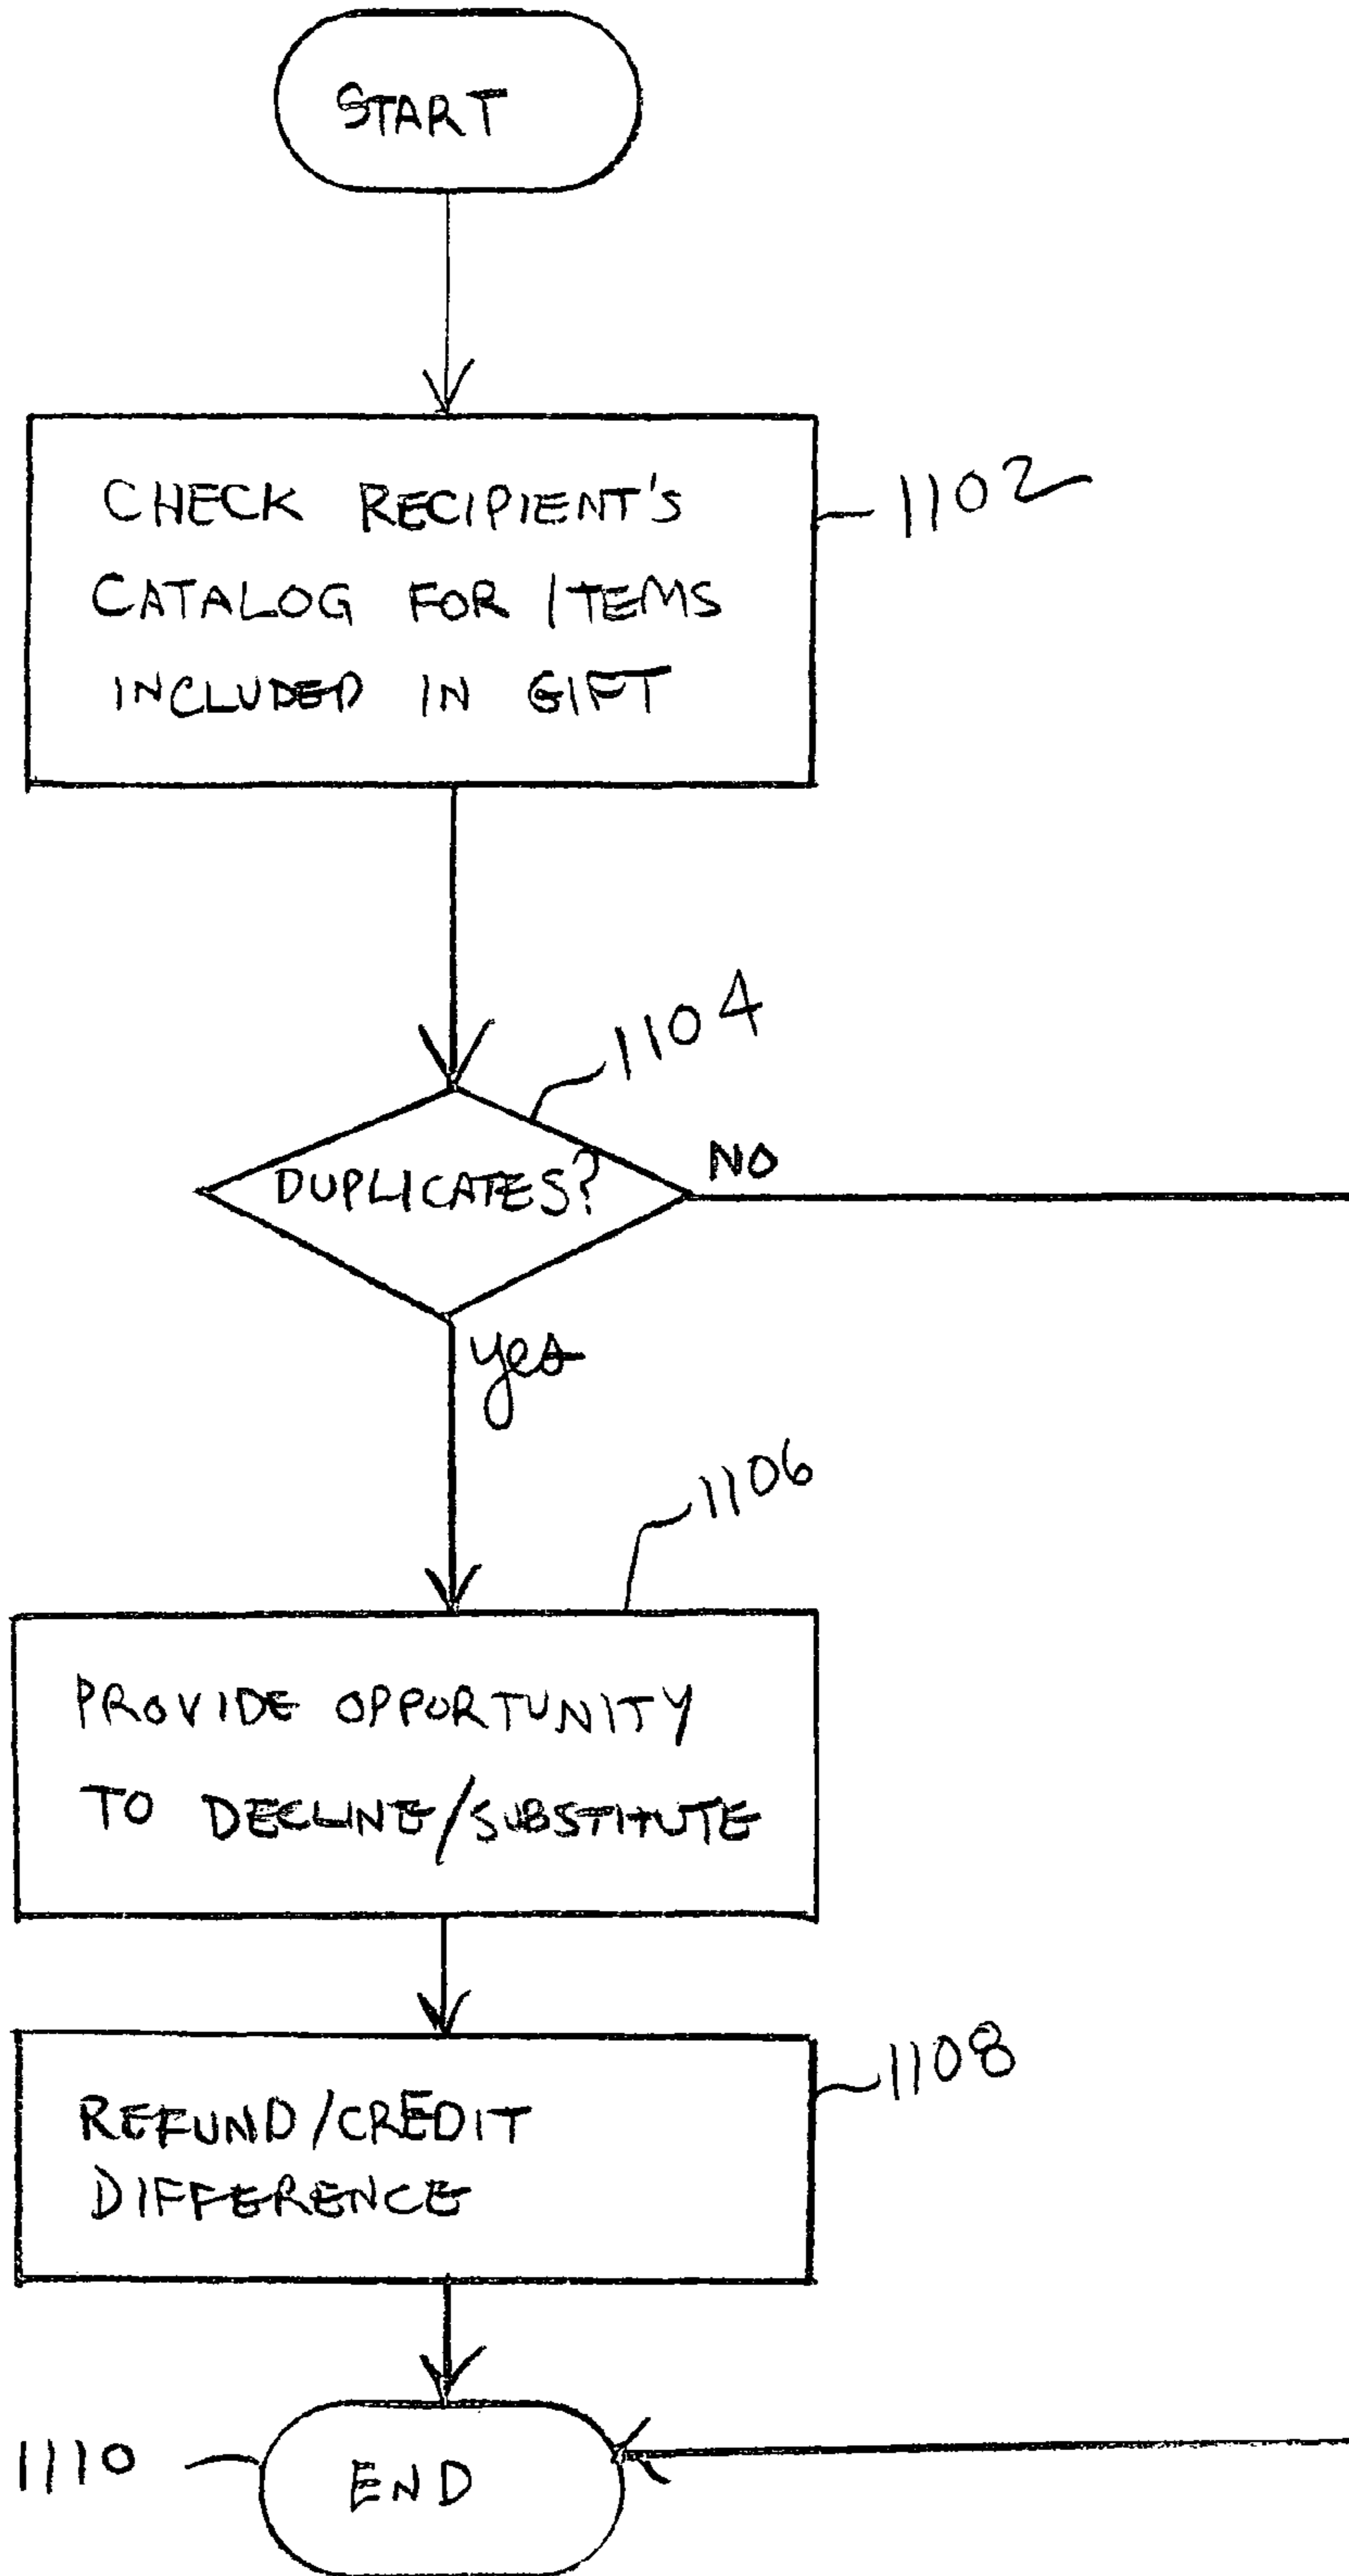 START
CHECK RECIPIENT'S
CATALOG FOR ITEMS
INCLUDED IN GIFT
1102
1104
DUPLICATES?
NO
yes
1106
PROVIDE OPPORTUNITY
TO DECLINE/SUBSTITUTE
1108
REFUND/CREDIT
DIFFERENCE
1110
END